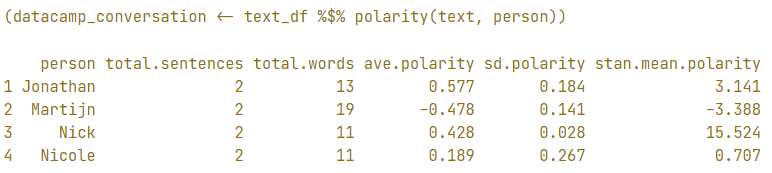 (datacamp_conversation <- text_df %$% polarity(text, person))
person total.sentences total.words ave.polarity sd.polarity stan.mean.polarity
1 Jonathan 2 13 0.577 0.184 3.141
2 Martijn 2 19 -0.478 0.141 -3.388
3 Nick 2 11 0.428 0.028 15.524
4 Nicole 2 11 0.189 0.267 0.707